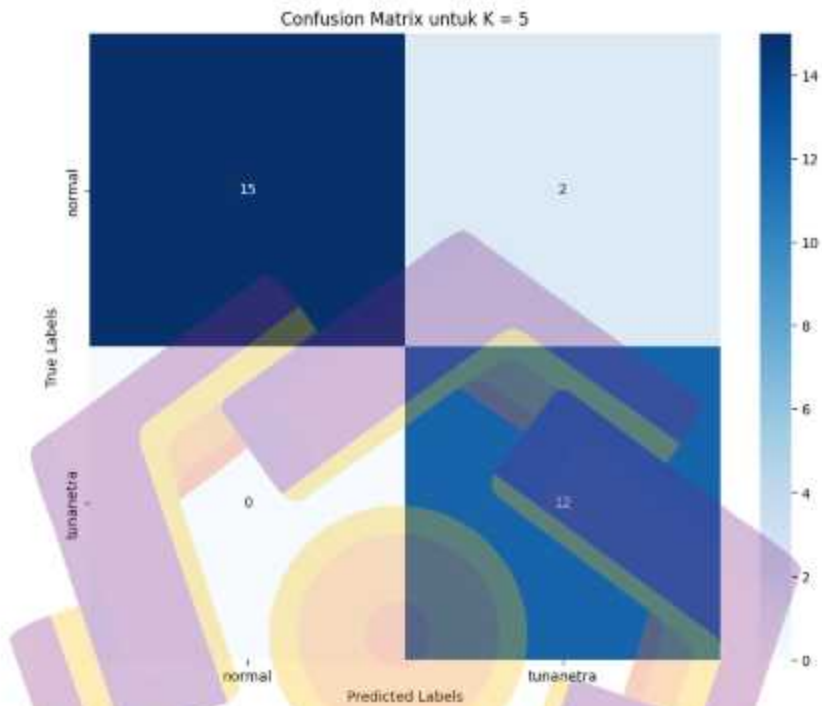 Confusion Matrix untuk K = 5
True Labels
normal
15
2
tunanetra
0
12
normal
tunanetra
Predicted Labels
14
12
10
8
6
4
2
0